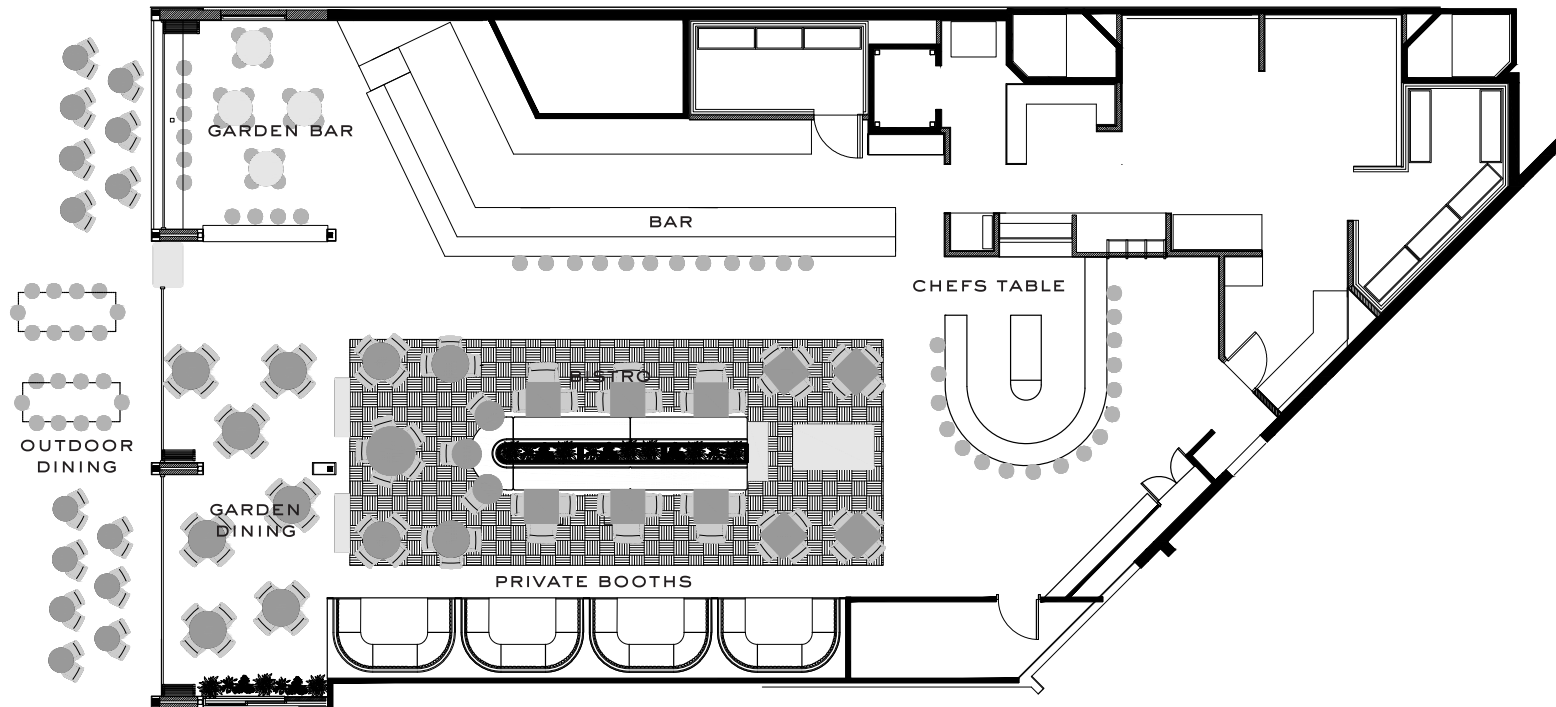 GARDEN BAR
BAR
CHEFS TABLE
BISTRO
OUTDOOR
DINING
GARDEN
DINING
PRIVATE BOOTHS